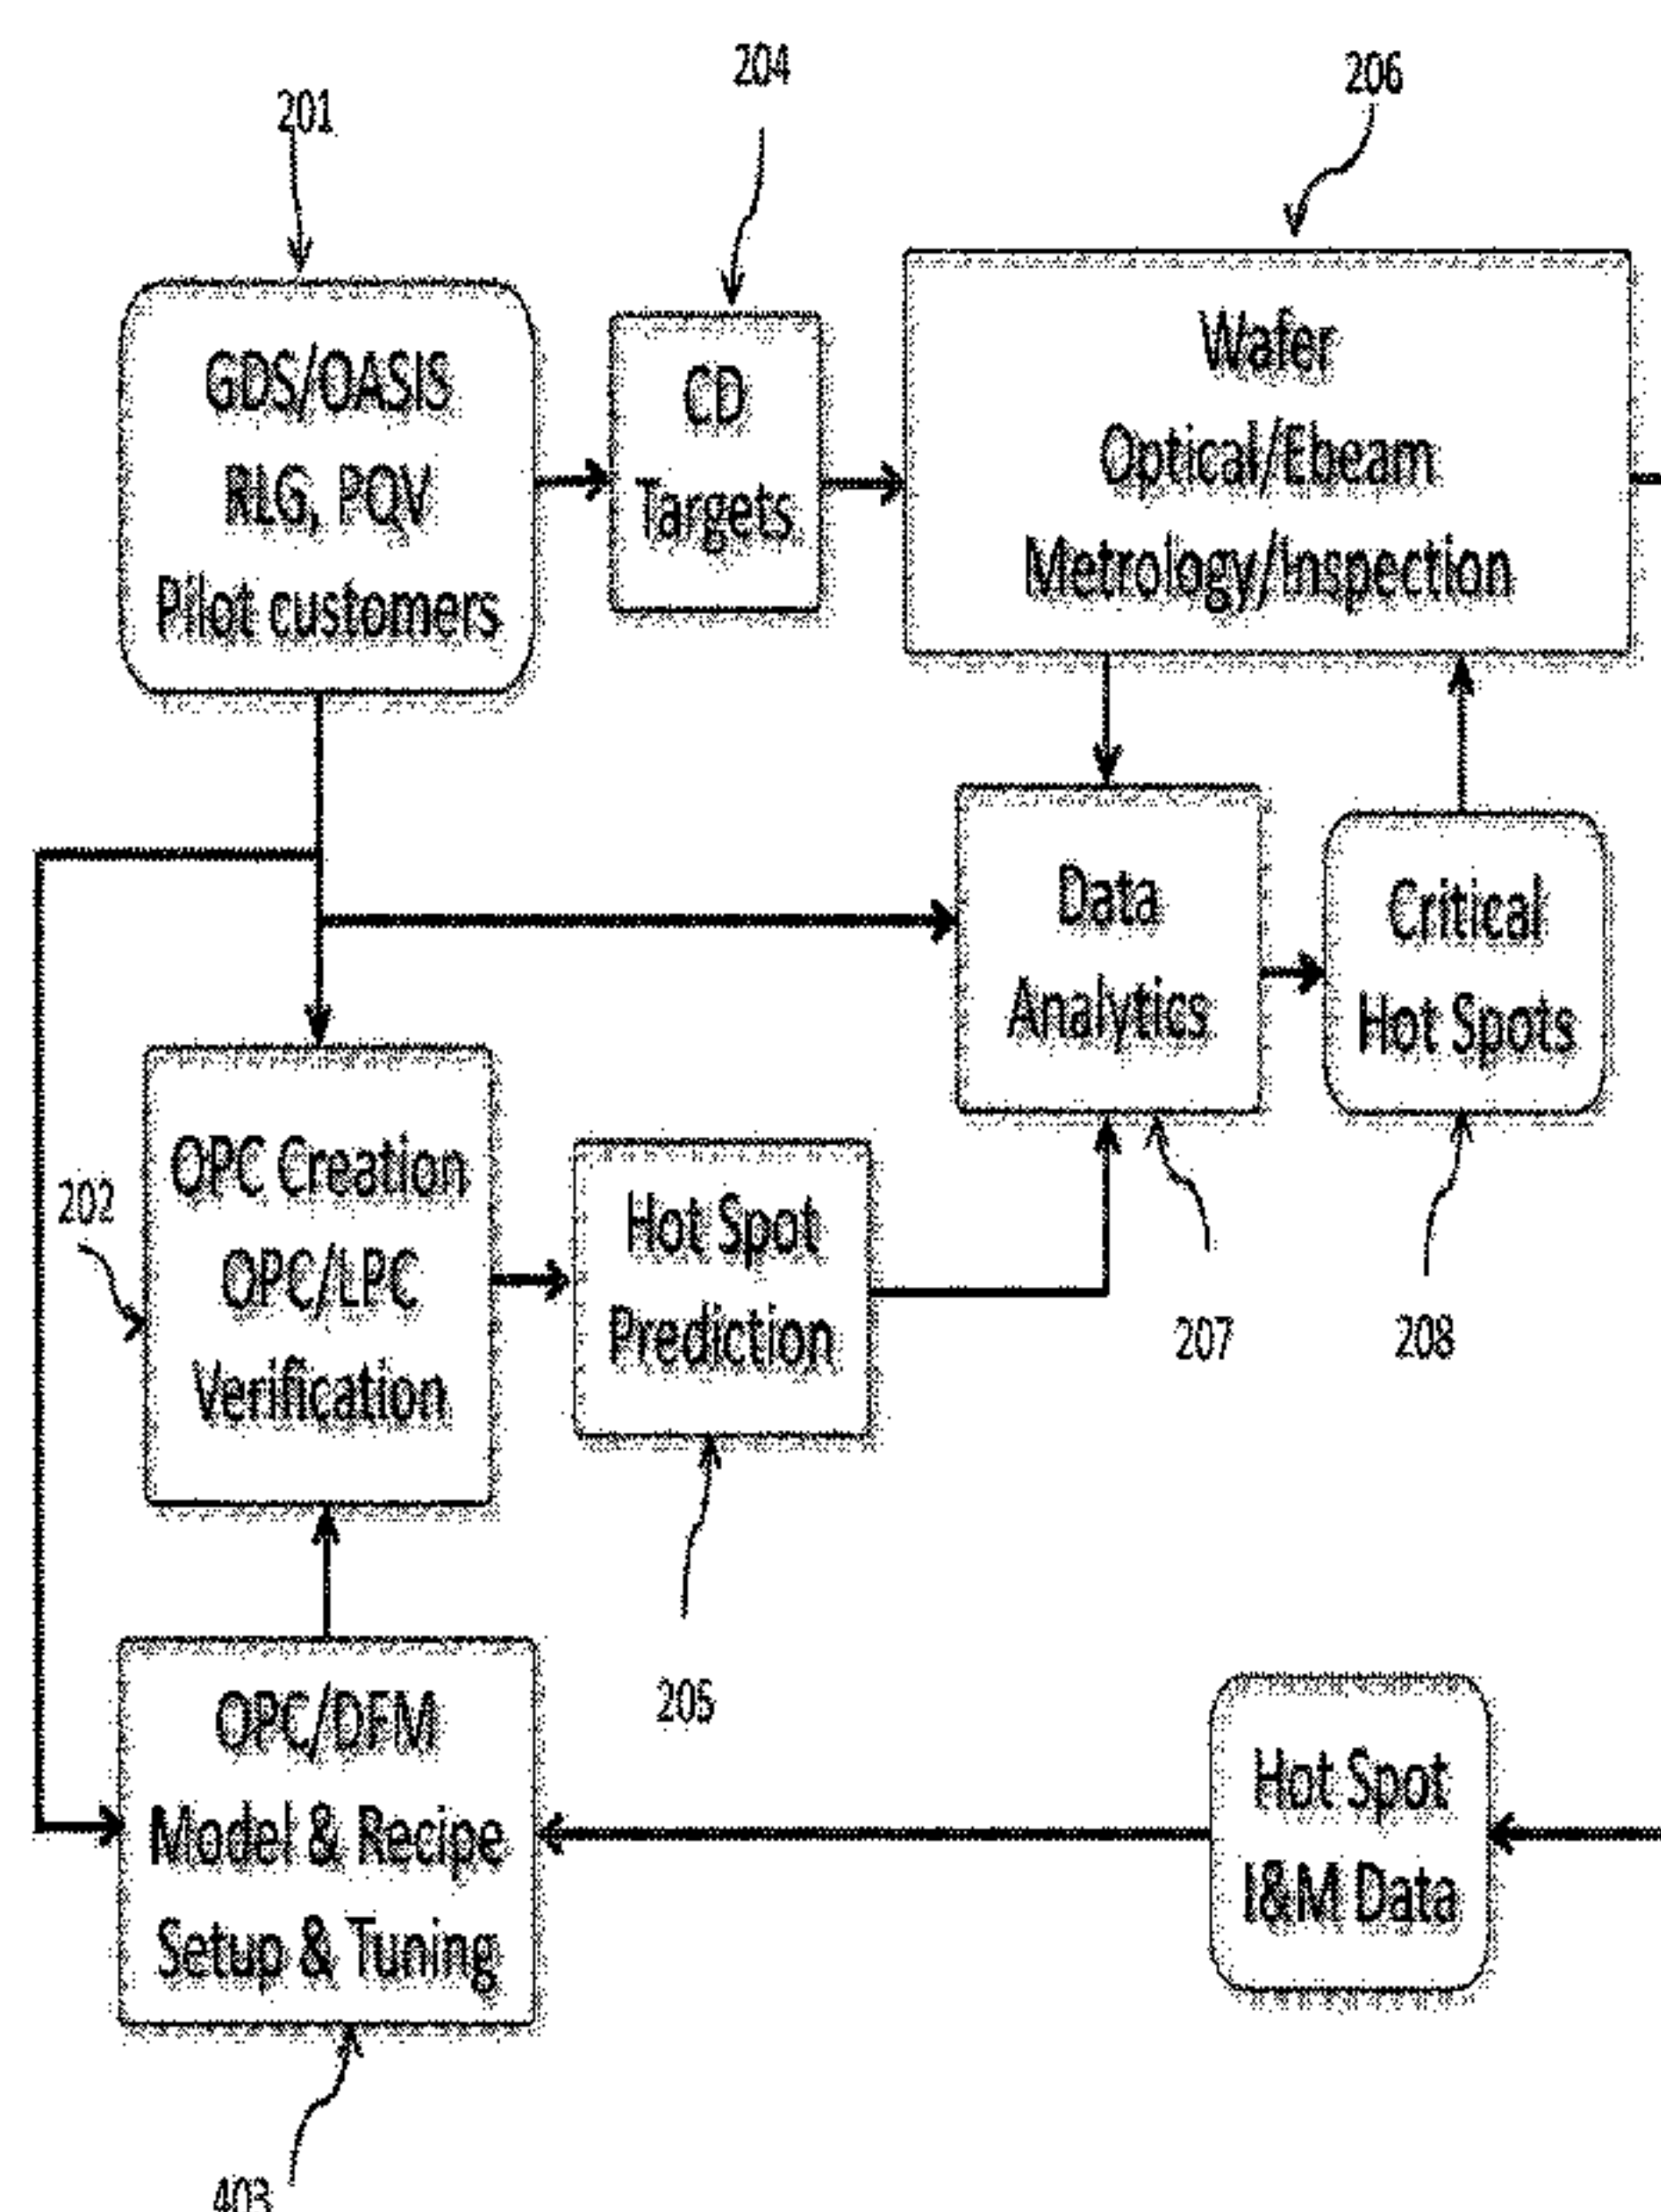 201
204
206
GDS/OASIS
RLG, PQV
Pilot customers
CD
Targets
Wafer
Optical/Ebeam
Metrology/Inspection
Data
Analytics
Critical
Hot Spots
202
OPC Creation
OPC/LPC
Verification
Hot Spot
Prediction
207
208
205
OPC/DFM
Model & Recipe
Setup & Tuning
Hot Spot
I&M Data
403